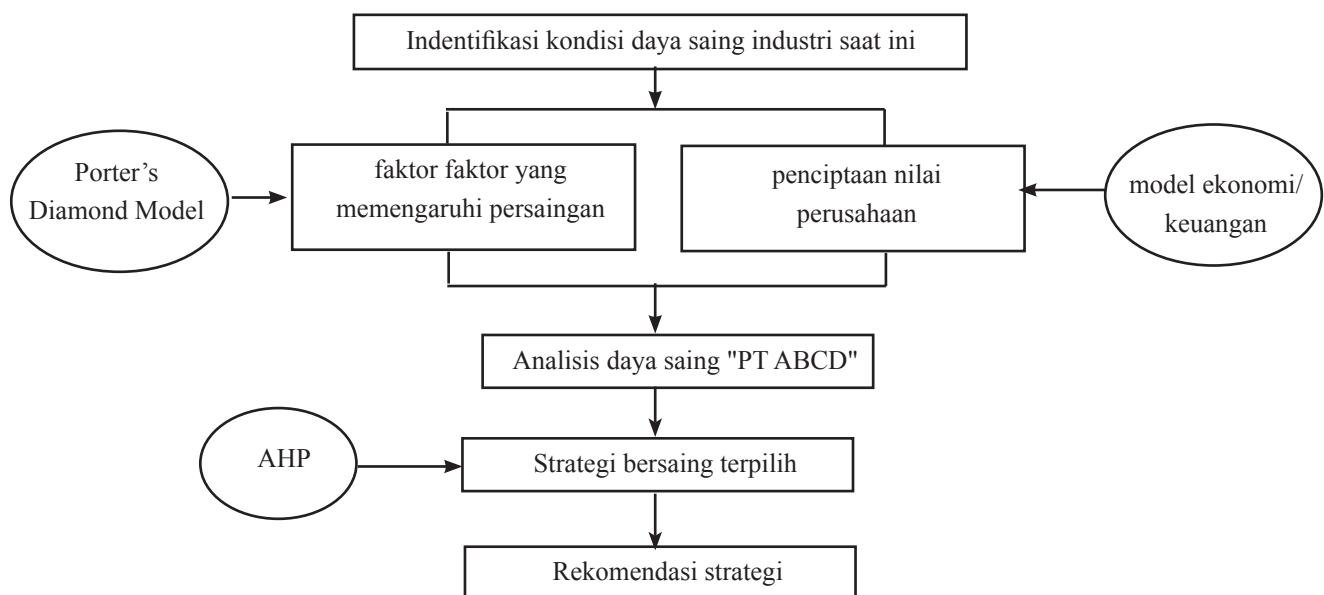 Indentifikasi kondisi daya saing industri saat ini
Porter’s
Diamond Model
faktor faktor yang
memengaruhi persaingan
penciptaan nilai
perusahaan
model ekonomi/
keuangan
Analisis daya saing "PT ABCD"
AHP
Strategi bersaing terpilih
Rekomendasi strategi